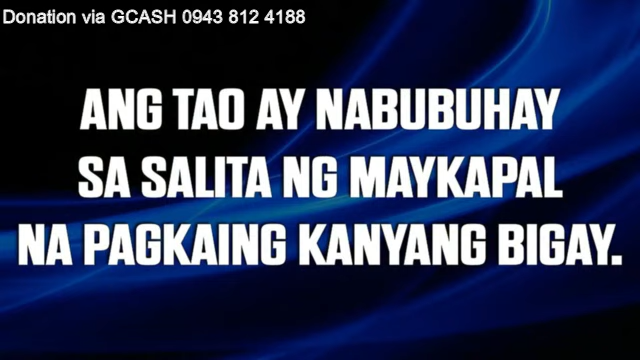 Donation via GCASH 0943 812 4188
ANG TAO AY NABUBUHAY
SA SALITA NG MAYKAPAL
NA PAGKAING KANYANG BIGAY.